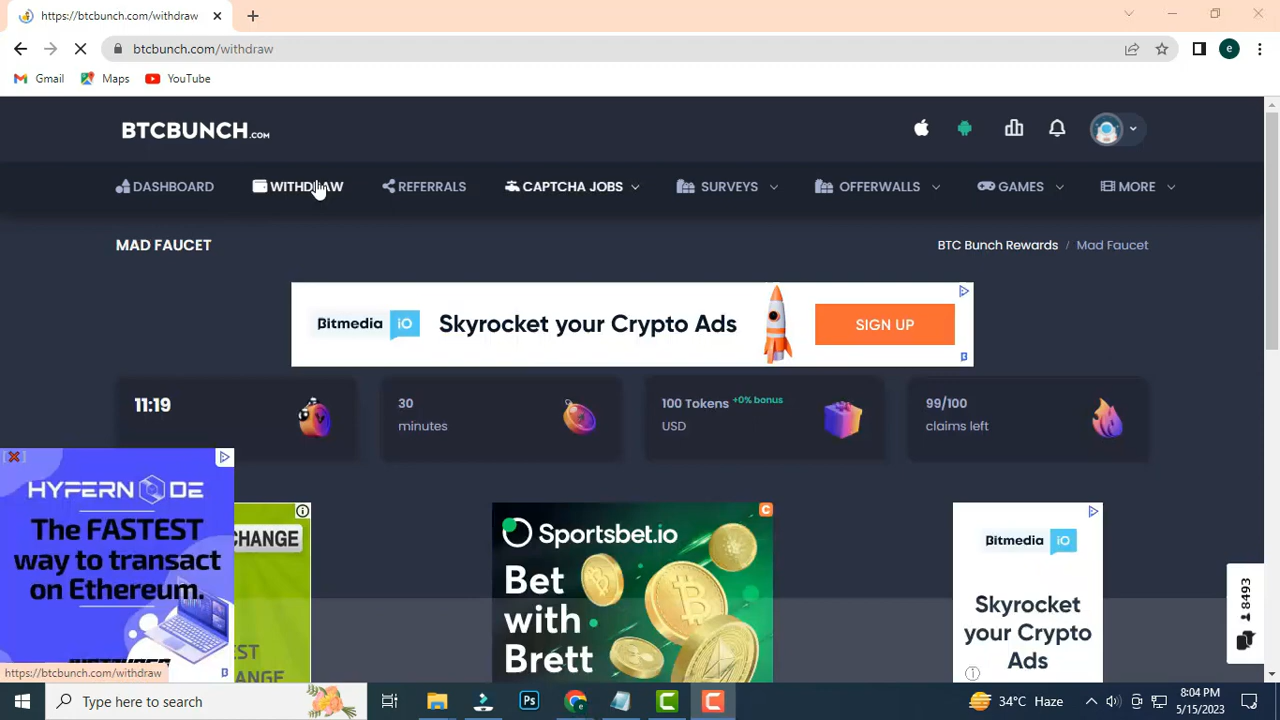 https://btcbunch.com/withdraw
btcbunch.com/withdraw
e
Gmail Maps YouTube
BTCBUNCH.COM
DASHBOARD WITHDRAW REFERRALS CAPTCHA JOBS SURVEYS OFFERWALLS GAMES MORE
MAD FAUCET
BTC Bunch Rewards / Mad Faucet
Bitmedia IO Skyrocket your Crypto Ads SIGN UP
11:19
30
minutes
100 Tokens +0% bonus
USD
99/100
claims left
HYPERNODE
The FASTEST
way to transact
on Ethereum.
CHANGE
Sportsbet.io
Bet
with
Brett
Bitmedia IO
Skyrocket
your Crypto
Ads
8493
https://btcbunch.com/withdraw
Type here to search
Ps
34°C Haze
8:04 PM
5/15/2023